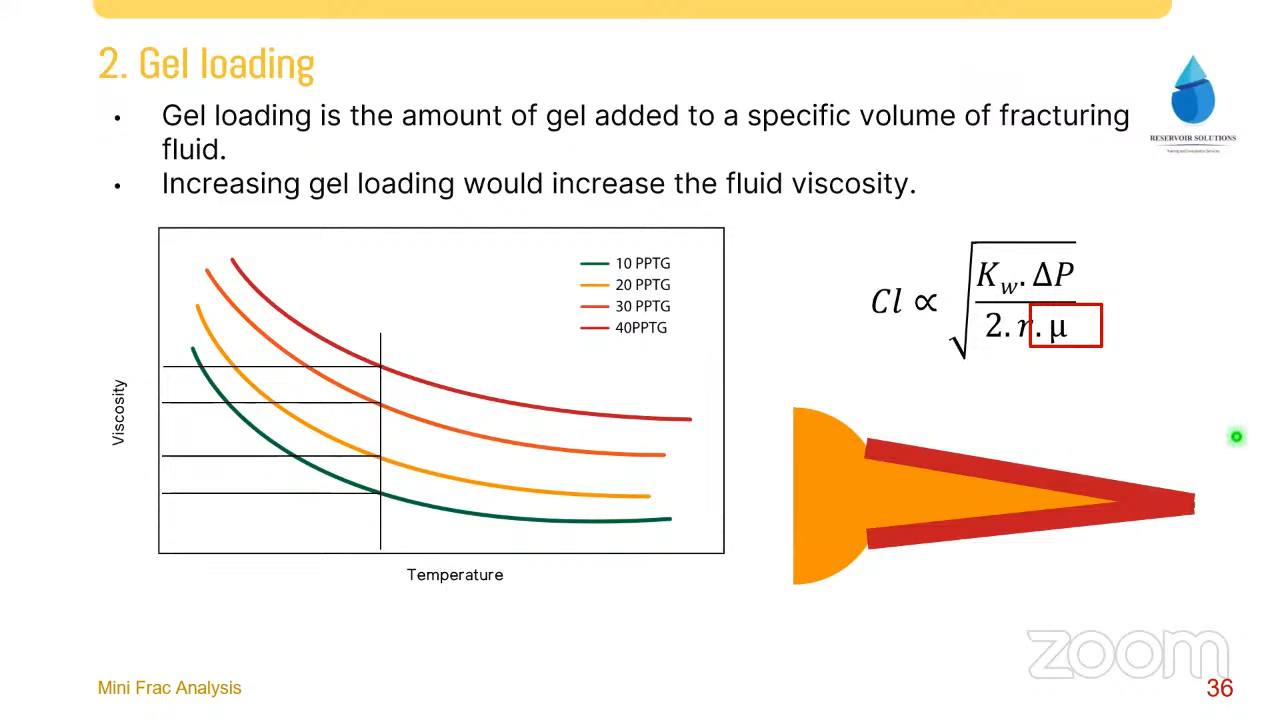 2. Gel loading
• Gel loading is the amount of gel added to a specific volume of fracturing
fluid.
• Increasing gel loading would increase the fluid viscosity.
RESERVOIR SOLUTIONS
10 PPTG
20 PPTG
30 PPTG
40PPTG
Viscosity
Temperature
Cl ∝ √(K_w . ΔP / 2. r. μ)
zoom
Mini Frac Analysis
36